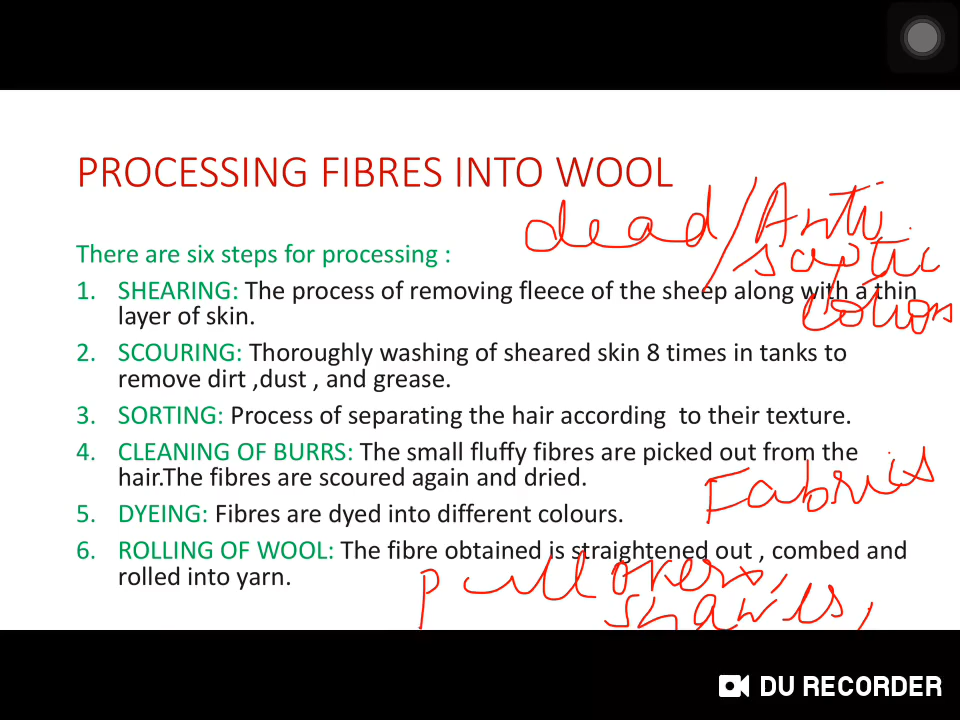 PROCESSING FIBRES INTO WOOL
dead/Anti
saptic
lotions
There are six steps for processing :
1. SHEARING: The process of removing fleece of the sheep along with a thin
layer of skin.
2. SCOURING: Thoroughly washing of sheared skin 8 times in tanks to
remove dirt ,dust , and grease.
3. SORTING: Process of separating the hair according  to their texture.
4. CLEANING OF BURRS: The small fluffy fibres are picked out from the
hair.The fibres are scoured again and dried.
Fabrics
5. DYEING: Fibres are dyed into different colours.
6. ROLLING OF WOOL: The fibre obtained is straightened out , combed and
rolled into yarn.
pullovers,
shawls,
DU RECORDER